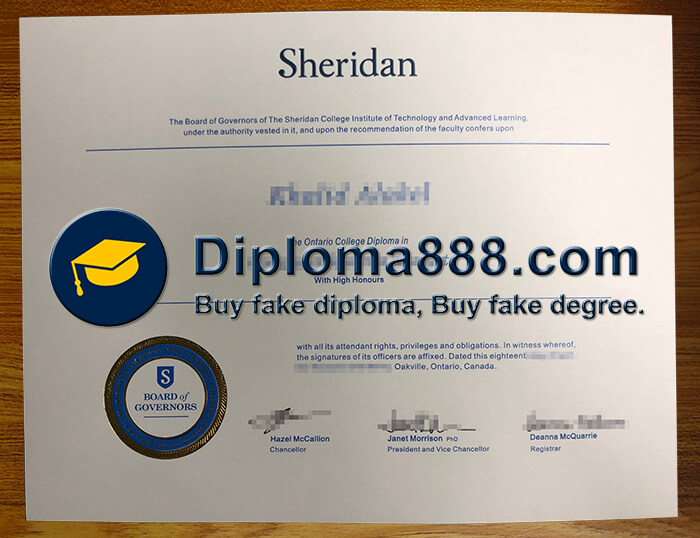 Sheridan
The Board of Governors of The Sheridan College Institute of Technology and Advanced Learning,
under the authority vested in it, and upon the recommendation of the faculty confers upon
Ontario College Diploma in
Diploma888.com
With High Honours
Buy fake diploma, Buy fake degree.
with all its attendant rights, privileges and obligations. In witness whereof,
the signatures of its officers are affixed. Dated this eighteent
Oakville, Ontario, Canada.
S
BOARD of
GOVERNORS
Hazel McCallion
Janet Morrison PhD
Deanna McQuarrie
Chancellor
President and Vice Chancellor
Registrar